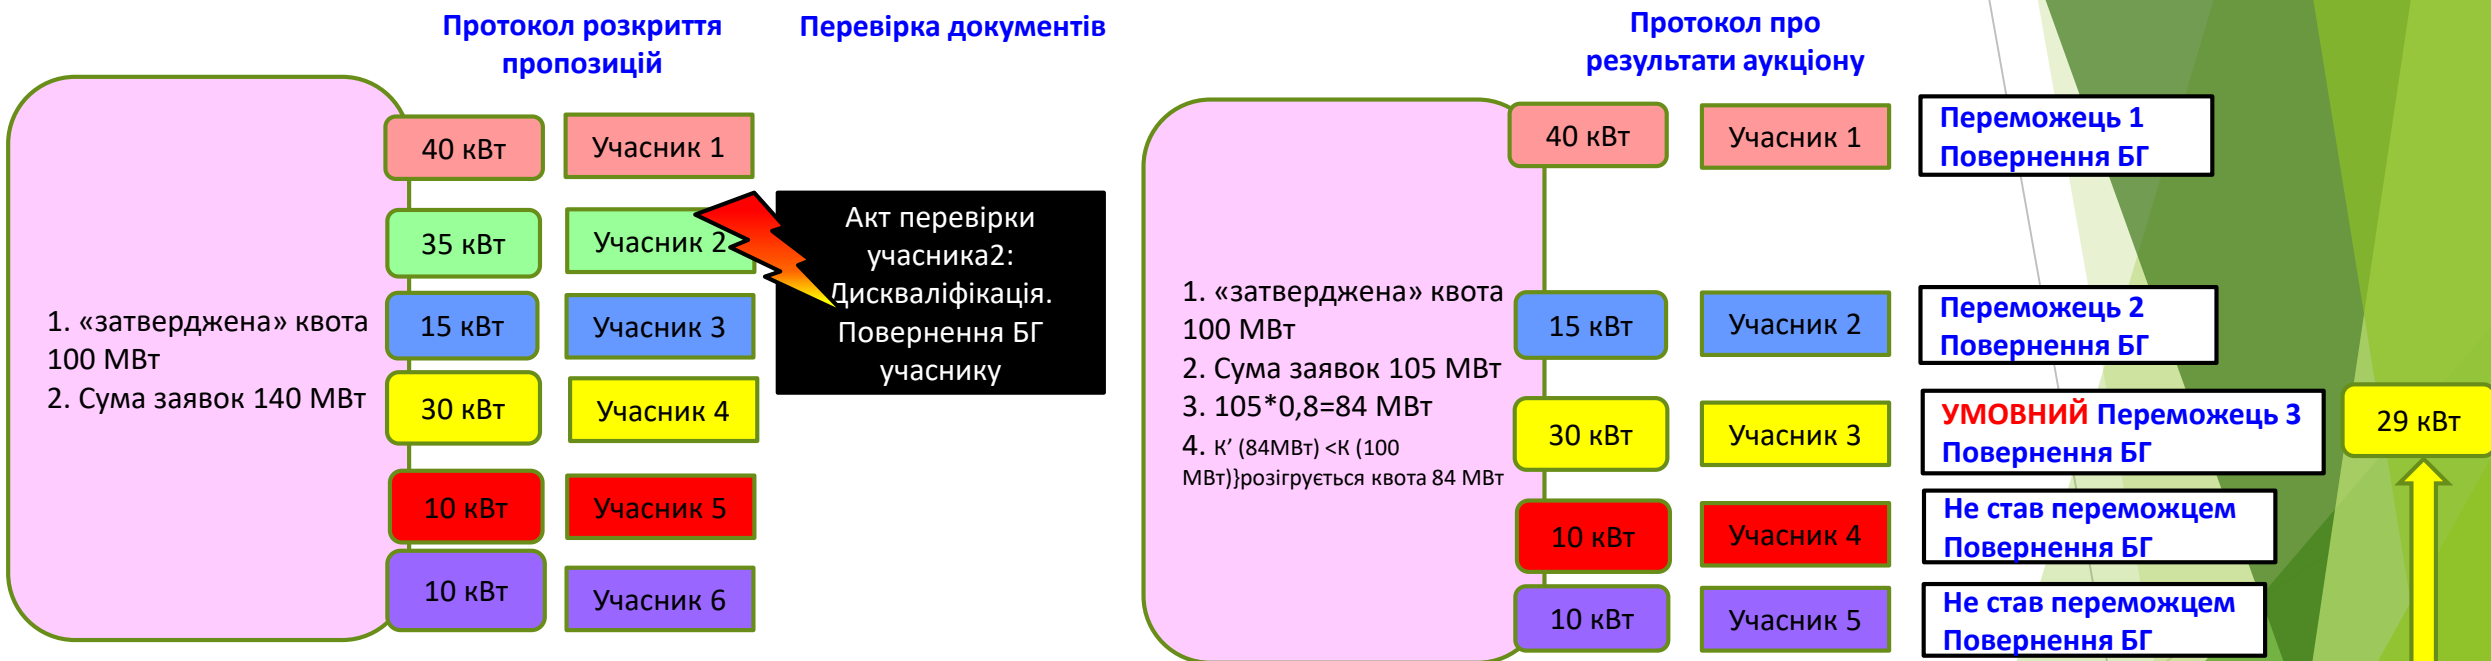 Протокол розкриття
пропозицій
Перевірка документів
1. «затверджена» квота
100 МВт
2. Сума заявок 140 МВт
40 кВт
Учасник 1
35 кВт
Учасник 2
15 кВт
Учасник 3
30 кВт
Учасник 4
10 кВт
Учасник 5
10 кВт
Учасник 6
Акт перевірки
учасника2:
Дискваліфікація.
Повернення БГ
учаснику
Протокол про
результати аукціону
1. «затверджена» квота
100 МВт
2. Сума заявок 105 МВт
3. 105*0,8=84 МВт
4. К’ (84МВт) <К (100
МВт)}розігрується квота 84 МВт
40 кВт
Учасник 1
Переможець 1
Повернення БГ
15 кВт
Учасник 2
Переможець 2
Повернення БГ
30 кВт
Учасник 3
УМОВНИЙ Переможець 3
Повернення БГ
29 кВт
10 кВт
Учасник 4
Не став переможцем
Повернення БГ
10 кВт
Учасник 5
Не став переможцем
Повернення БГ